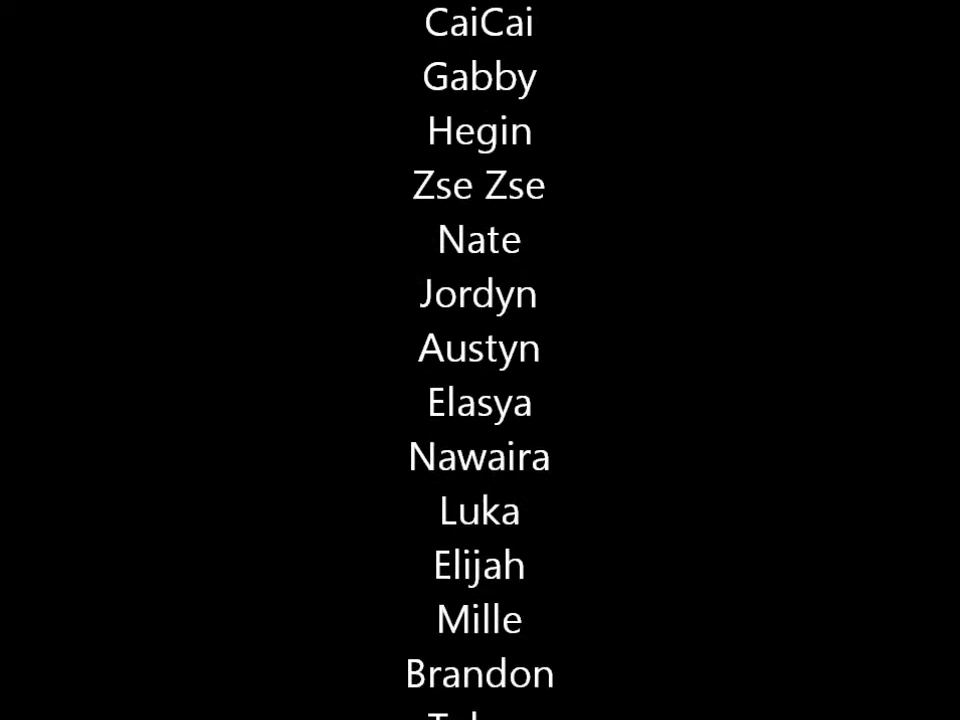 CaiCai
Gabby
Hegin
Zse Zse
Nate
Jordyn
Austyn
Elasya
Nawaira
Luka
Elijah
Mille
Brandon